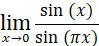 lim x→0 sin (x) / sin (πx)